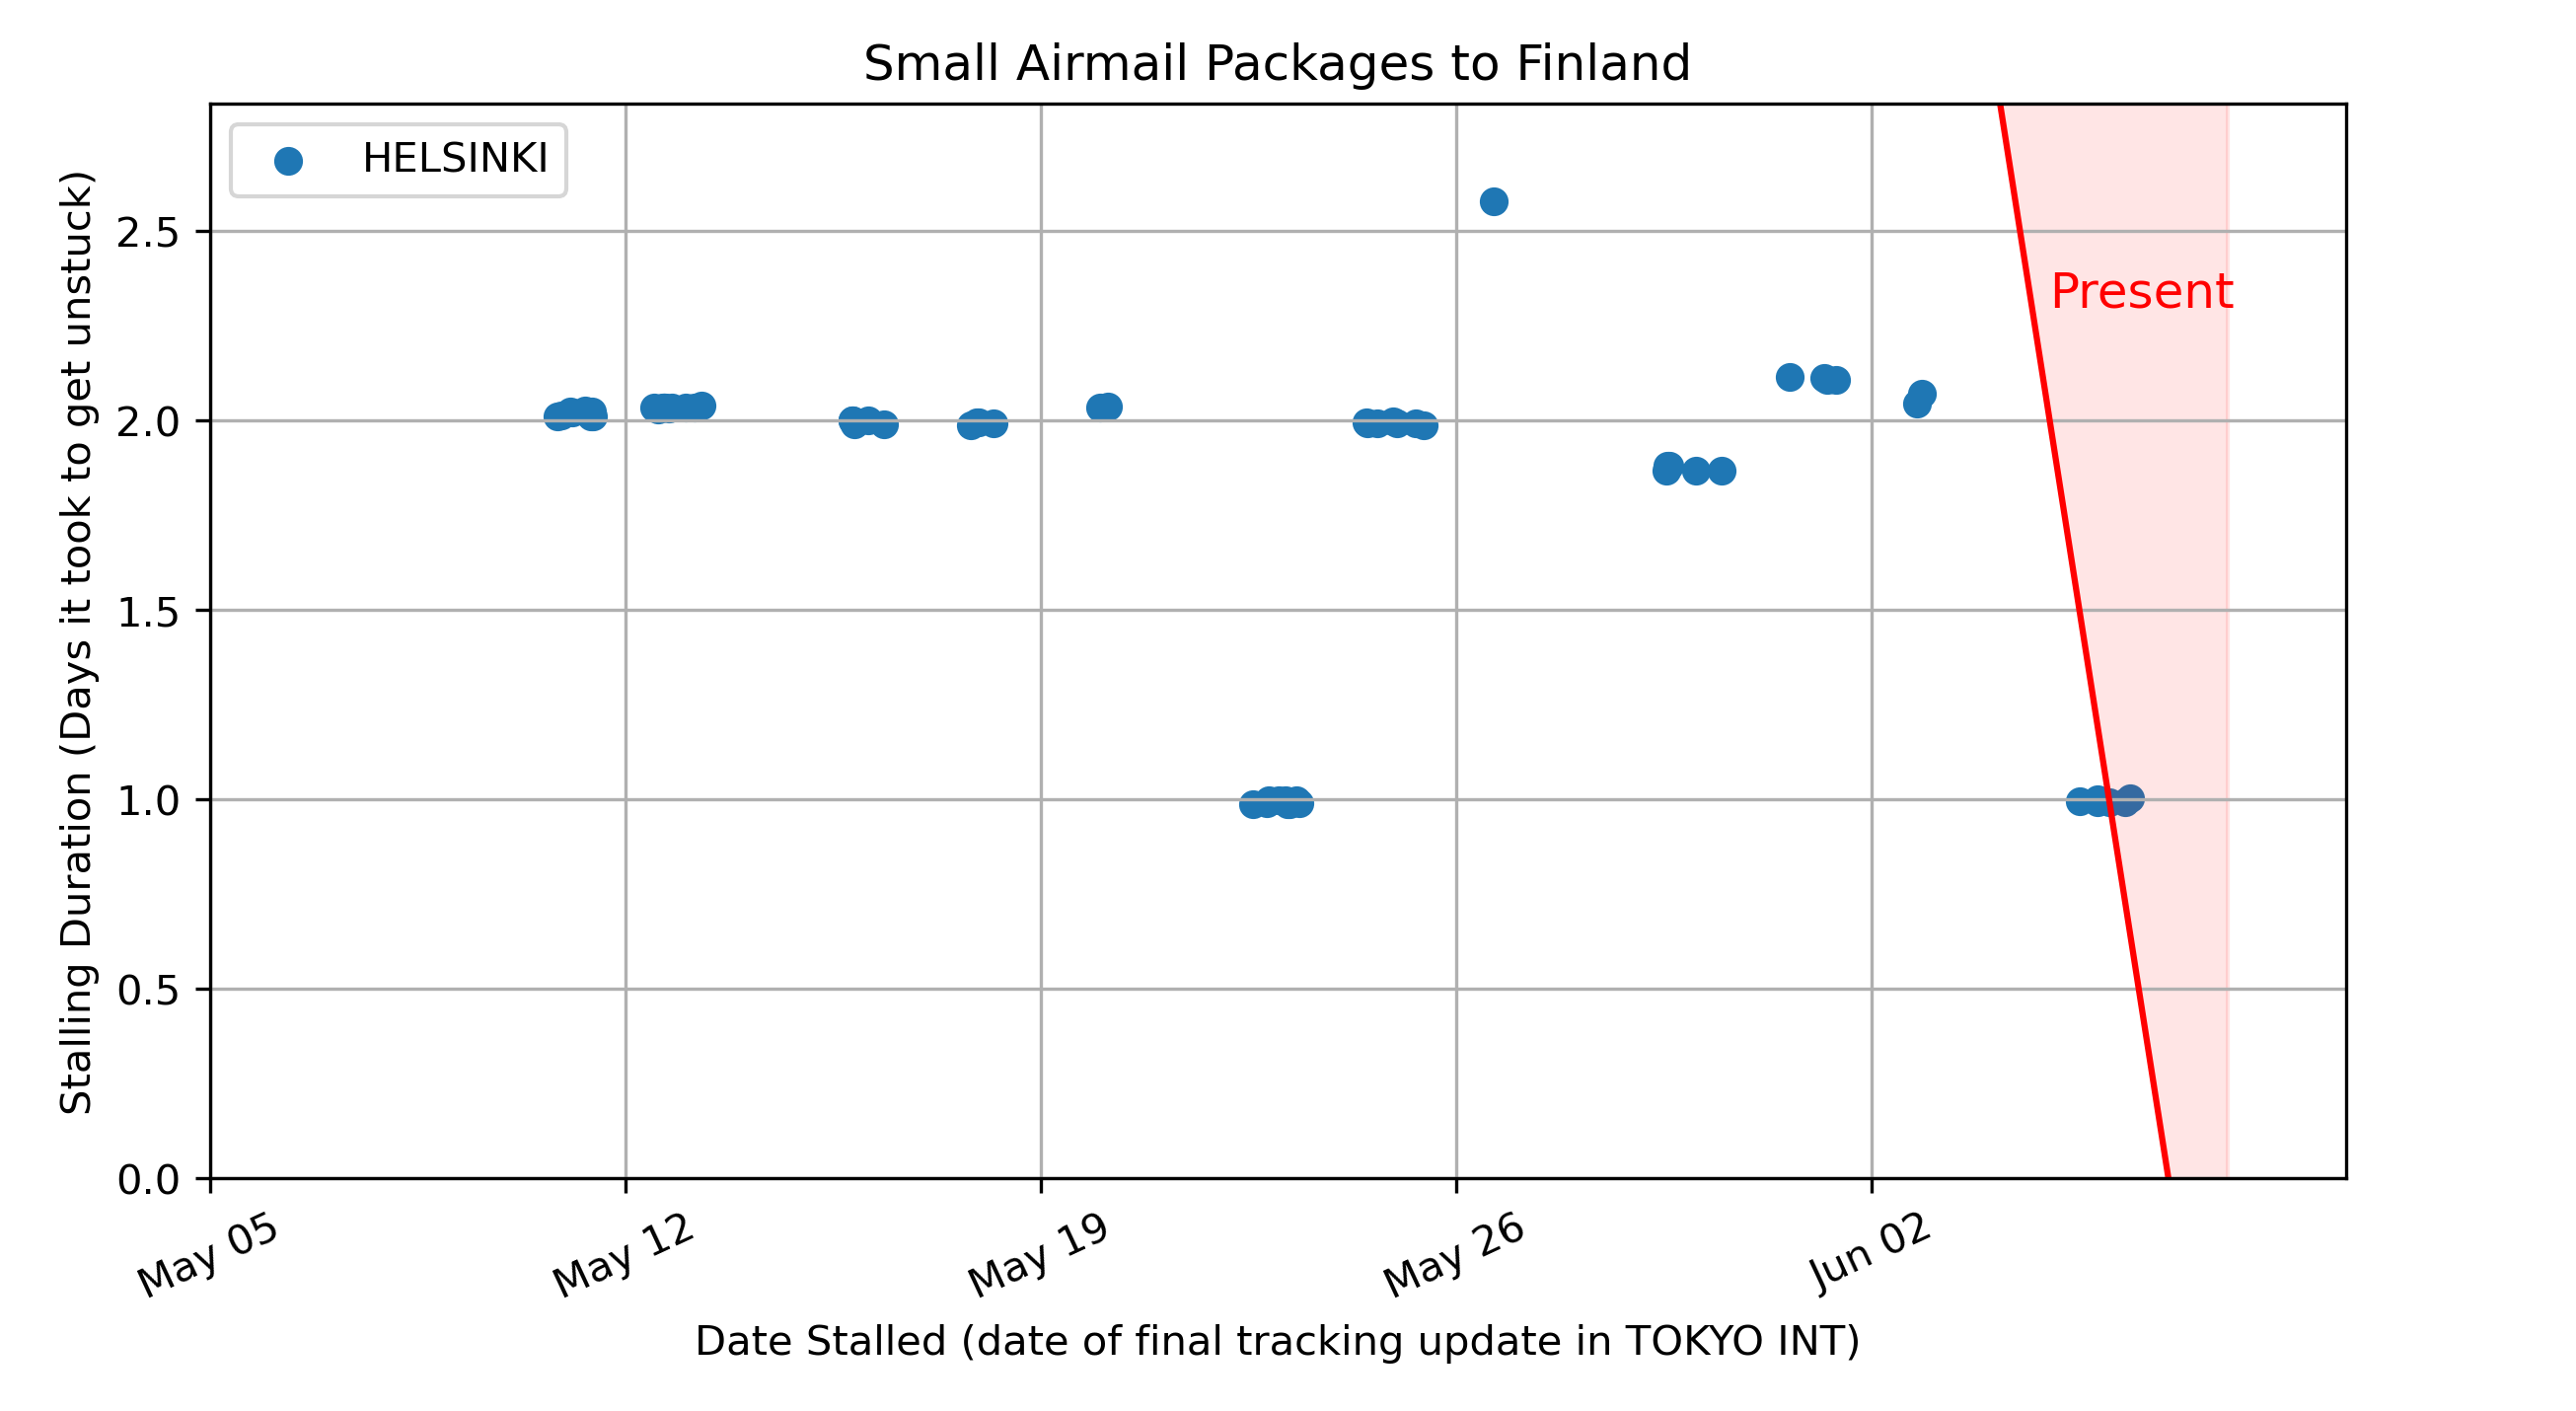 Small Airmail Packages to Finland
HELSINKI
Present
Stalling Duration (Days it took to get unstuck)
2.5
2.0
1.5
1.0
0.5
0.0
May 05
May 12
May 19
May 26
Jun 02
Date Stalled (date of final tracking update in TOKYO INT)